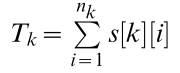 $T_k = \sum_{i=1}^{n_k} s[k][i]$